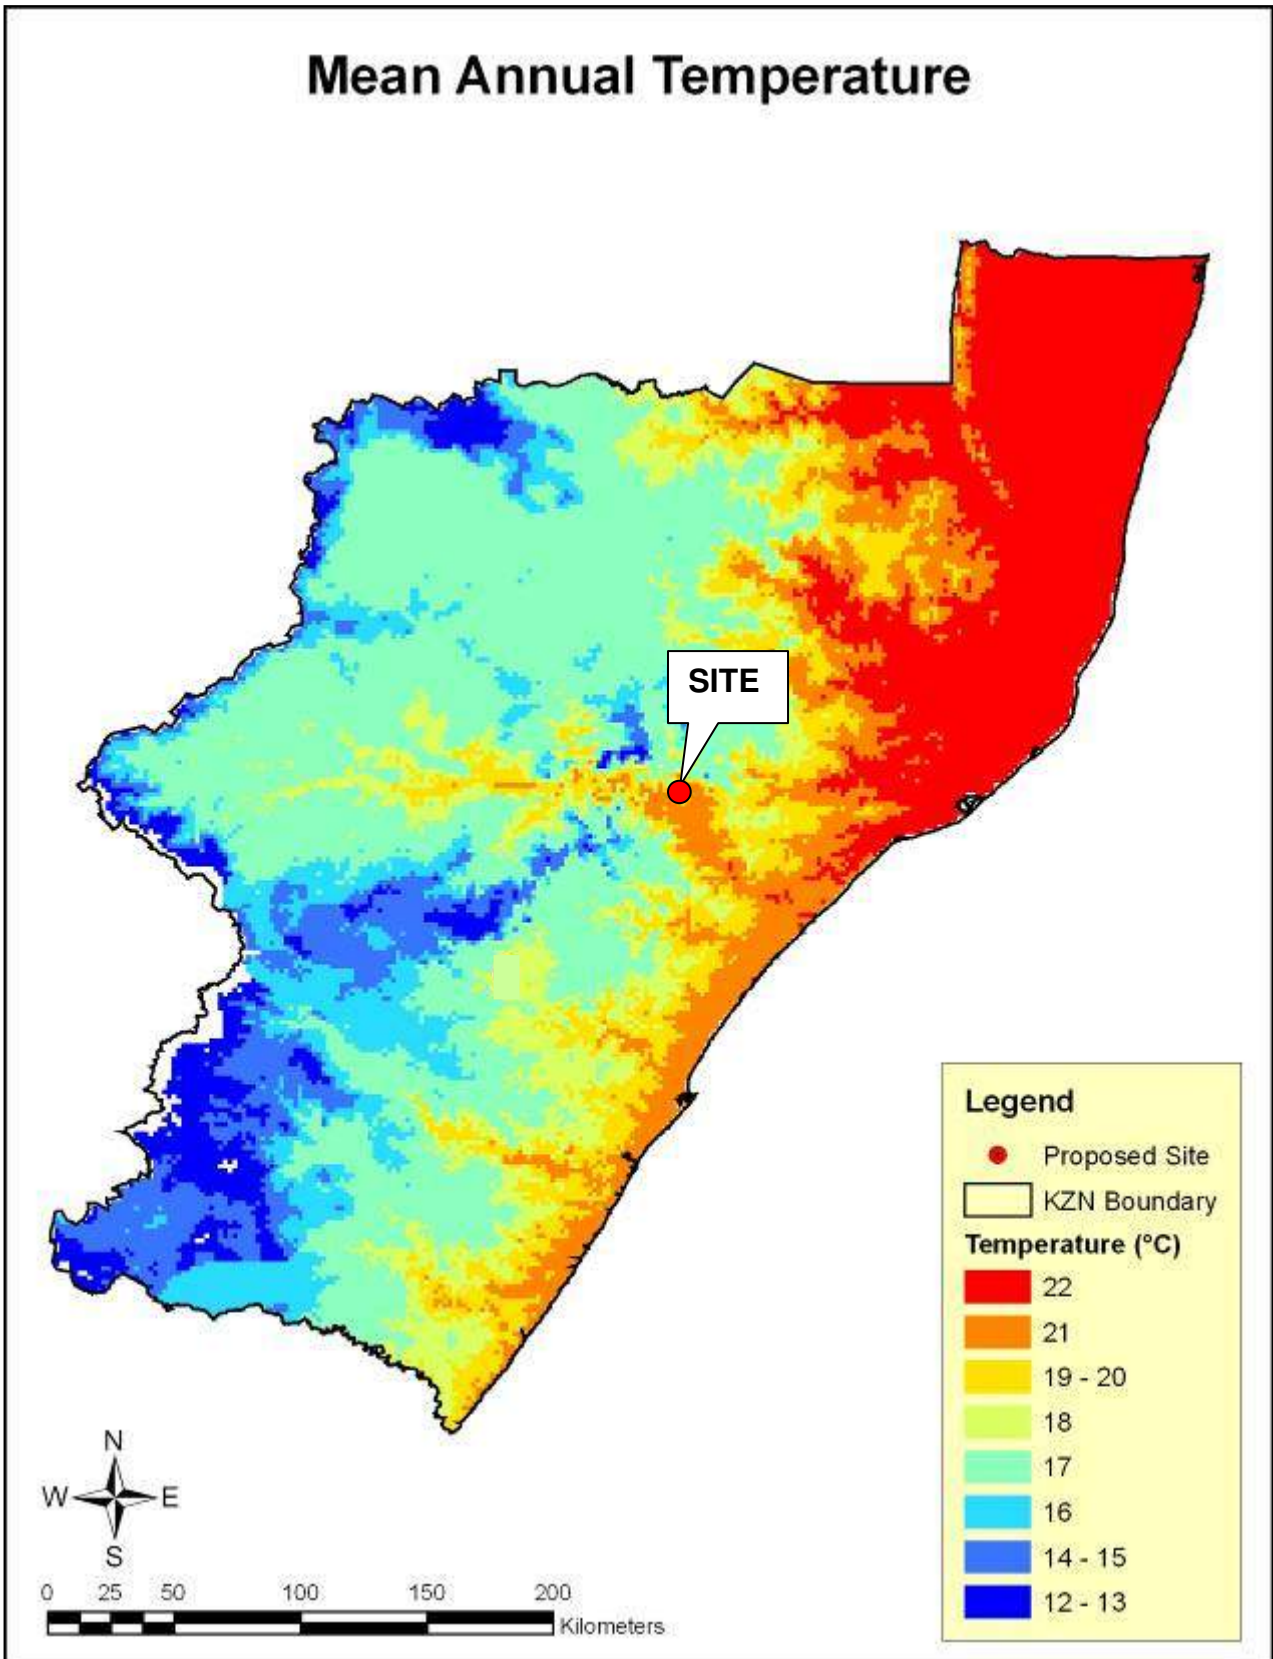 Mean Annual Temperature
SITE
Legend
Proposed Site
KZN Boundary
Temperature (°C)
22
21
19 - 20
18
17
16
14 - 15
12 - 13
N
W E
S
0 25 50 100 150 200
Kilometers